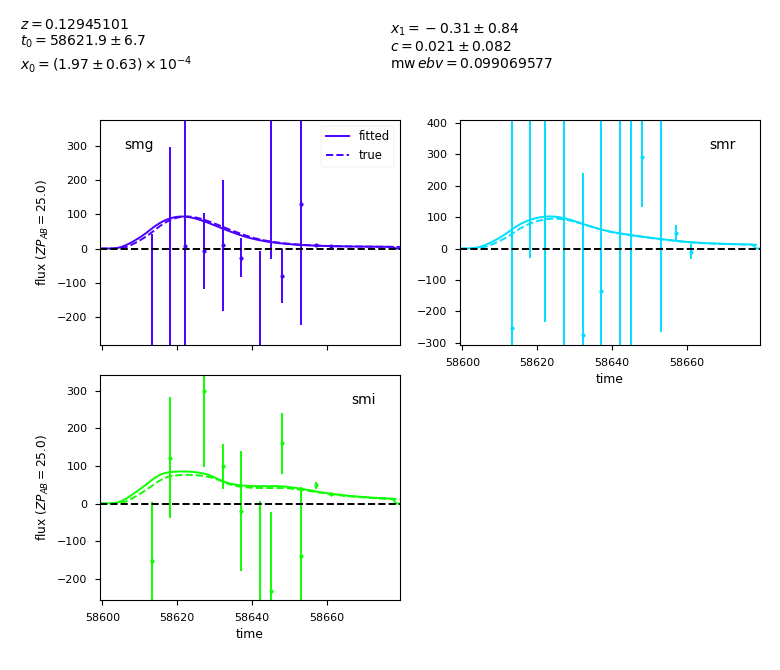 z = 0.12945101
t₀ = 58621.9 ± 6.7
x₀ = (1.97 ± 0.63) × 10⁻⁴
x₁ = −0.31 ± 0.84
c = 0.021 ± 0.082
mw ebv = 0.099069577
smg
fitted
true
300
200
100
0
−100
−200
flux (ZP_AB = 25.0)
smr
400
300
200
100
0
−100
−200
−300
58600
58620
58640
58660
time
smi
300
200
100
0
−100
−200
flux (ZP_AB = 25.0)
58600
58620
58640
58660
time